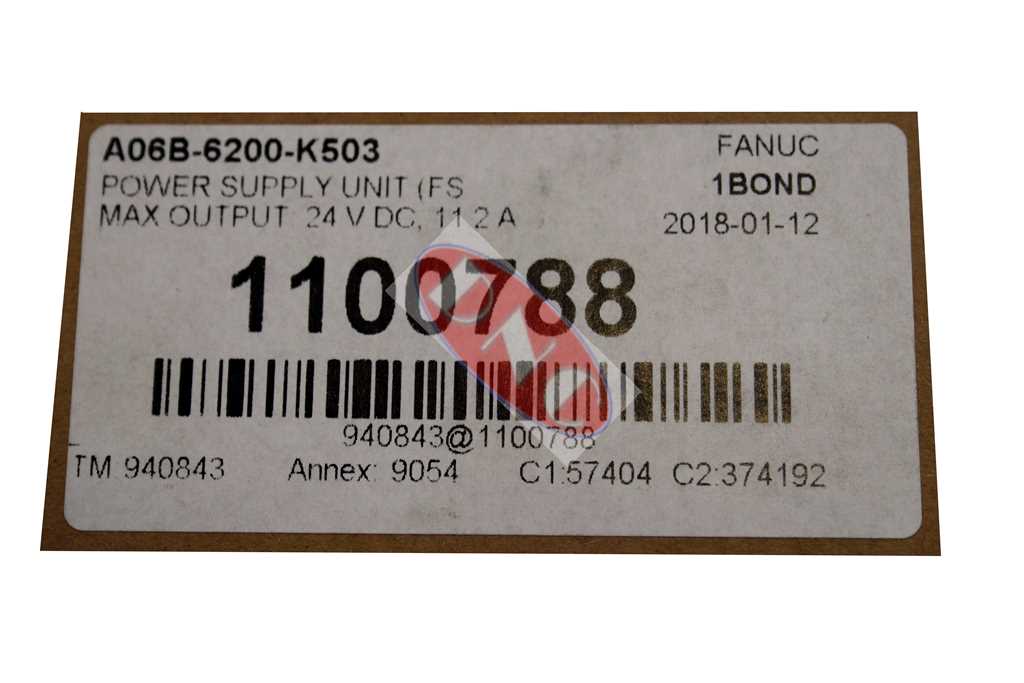 A06B-6200-K503
FANUC
POWER SUPPLY UNIT (FS
1BOND
MAX OUTPUT: 24 V DC, 11.2 A
2018-01-12
1100788
CNC
940843@1100788
TM:940843 Annex: 9054 C1:57404 C2:374192